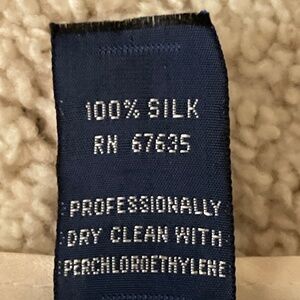 100% SILK
RN 67635
PROFESSIONALLY
DRY CLEAN WITH
PERCHLOROETHYLENE